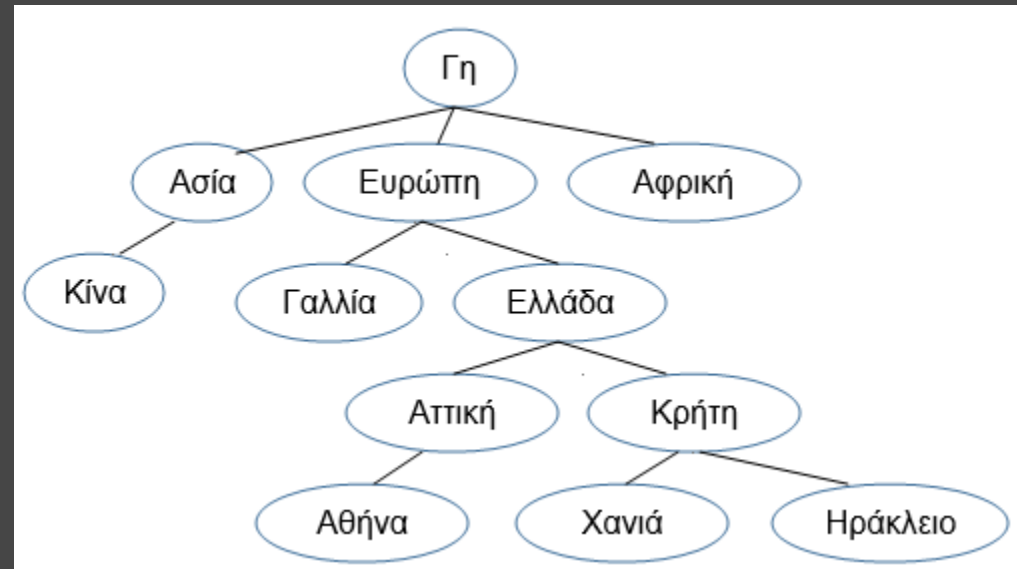 Γη
Ασία Ευρώπη Αφρική
Κίνα Γαλλία Ελλάδα
Αττική Κρήτη
Αθήνα Χανιά Ηράκλειο